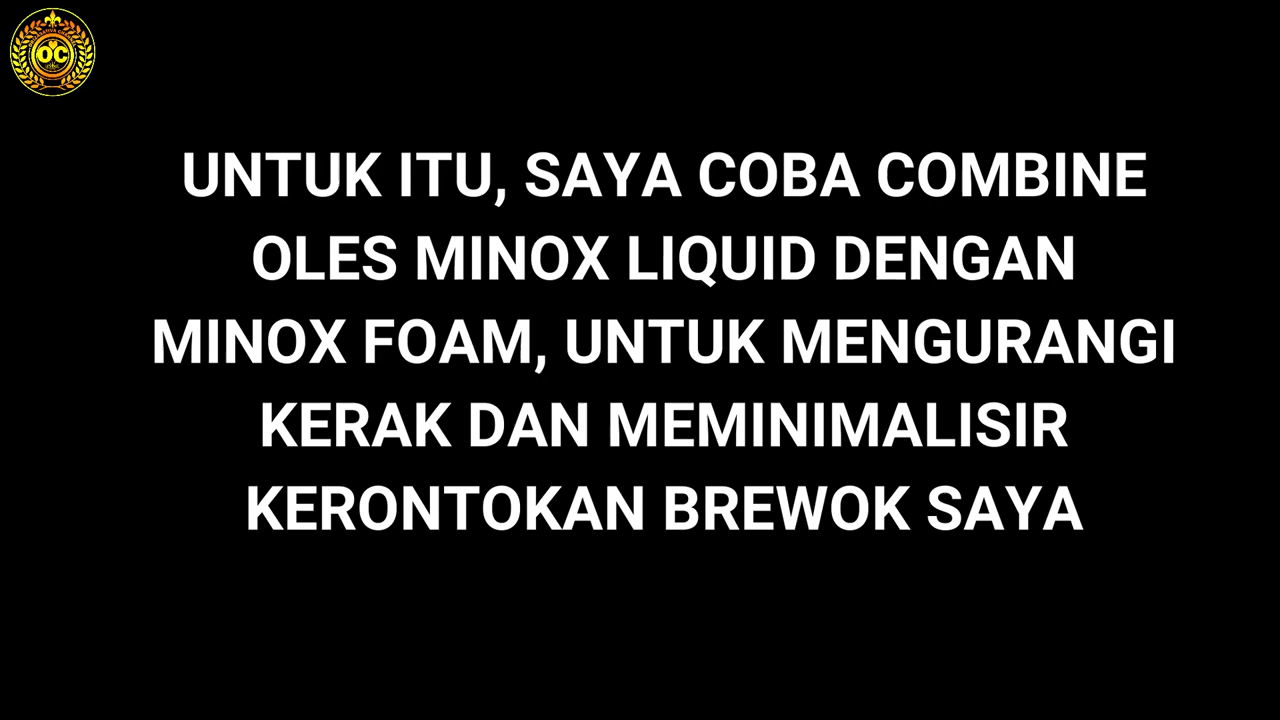 OC
UNTUK ITU, SAYA COBA COMBINE
OLES MINOX LIQUID DENGAN
MINOX FOAM, UNTUK MENGURANGI
KERAK DAN MEMINIMALISIR
KERONTOKAN BREWOK SAYA